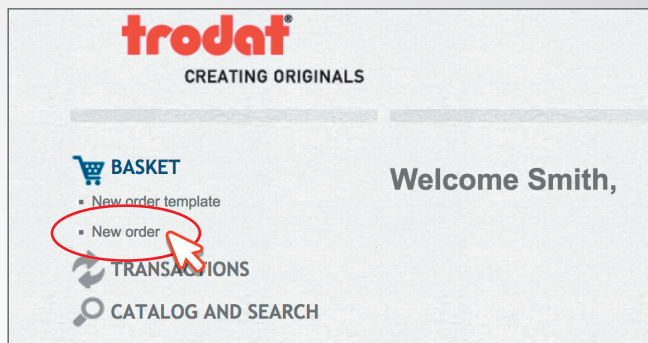 trodat®
CREATING ORIGINALS
BASKET
New order template
New order
TRANSACTIONS
CATALOG AND SEARCH
Welcome Smith,